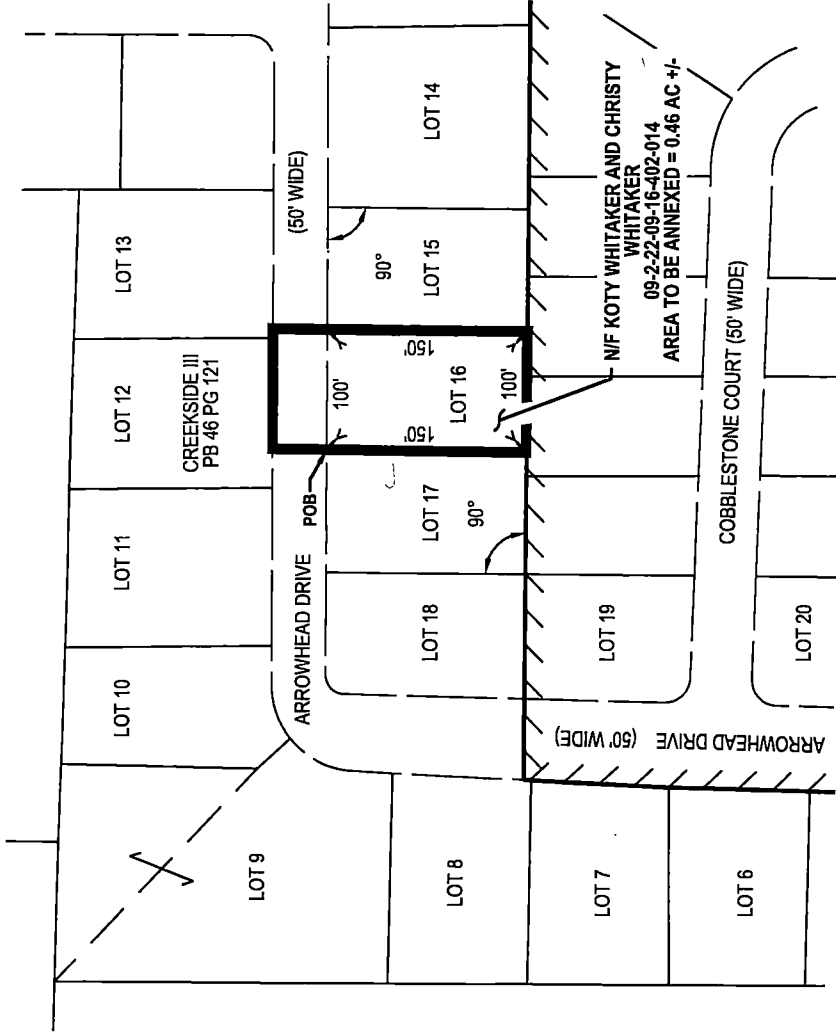 LOT 13
LOT 12
LOT 11
LOT 10
CREEKSIDE III
PB 46 PG 121
LOT 9
ARROWHEAD DRIVE
POB
(50' WIDE)
LOT 14
90°
LOT 15
100'
150'
150'
LOT 16
100'
LOT 17
90°
LOT 18
LOT 8
N/F KOTY WHITAKER AND CHRISTY
WHITAKER
09-2-22-09-16-402-014
AREA TO BE ANNEXED = 0.46 AC +/-
LOT 19
LOT 7
ARROWHEAD DRIVE (50' WIDE)
COBBLESTONE COURT (50' WIDE)
LOT 6
LOT 20